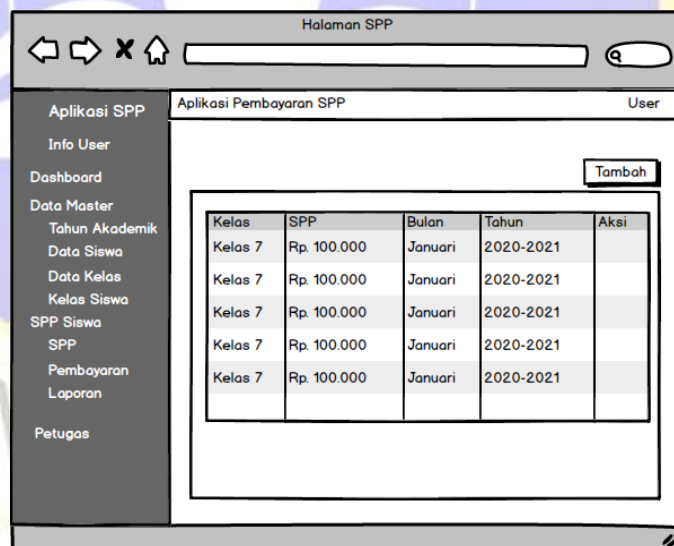 Halaman SPP
Aplikasi SPP
Info User
Dashboard
Data Master
Tahun Akademik
Data Siswa
Data Kelas
Kelas Siswa
SPP Siswa
SPP
Pembayaran
Laporan
Petugas
Aplikasi Pembayaran SPP User
Tambah
Kelas SPP Bulan Tahun Aksi
Kelas 7 Rp. 100.000 Januari 2020-2021
Kelas 7 Rp. 100.000 Januari 2020-2021
Kelas 7 Rp. 100.000 Januari 2020-2021
Kelas 7 Rp. 100.000 Januari 2020-2021
Kelas 7 Rp. 100.000 Januari 2020-2021